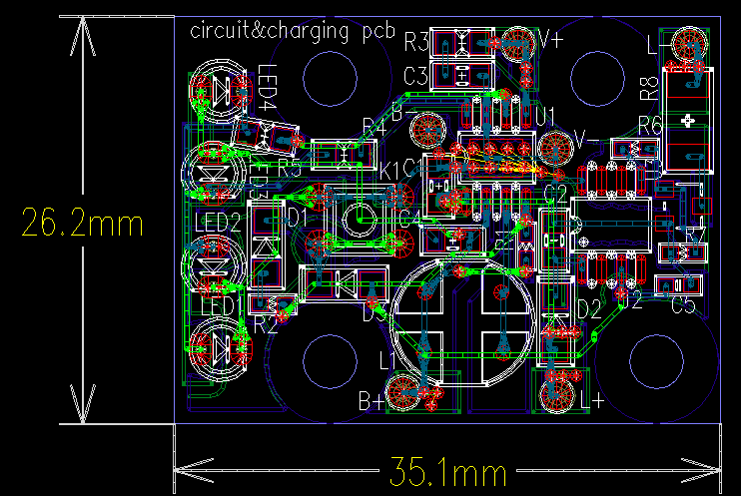 circuit&charging pcb
R3
V+
L-
C3
LED4
R8
B-
U1
R4
R6
V-
R5
K1
C1
LED3
C2
LED2
D1
C4
R1
R7
26.2mm
LED1
R2
D3
D2
C5
L1
B+
L+
35.1mm